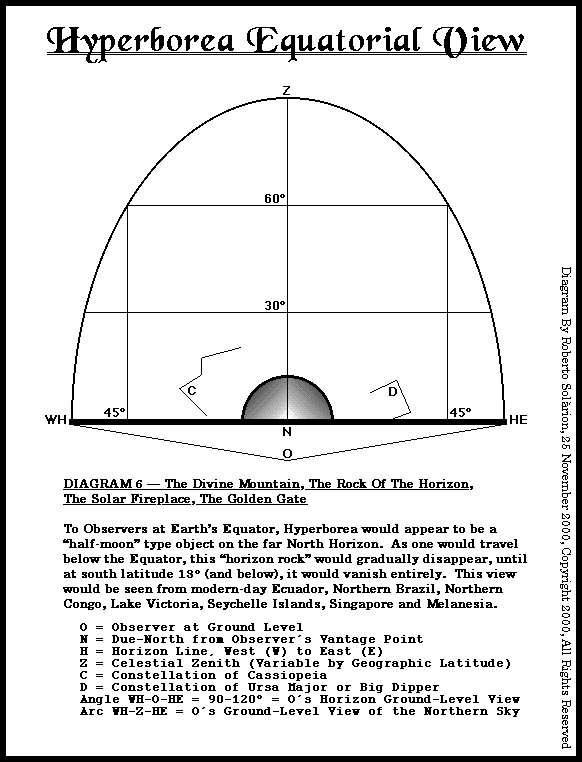 Hyperborea Equatorial View
Z
60°
30°
C
D
WH
45°
45°
HE
N
O
DIAGRAM 6 — The Divine Mountain, The Rock Of The Horizon,
The Solar Fireplace, The Golden Gate
To Observers at Earth's Equator, Hyperborea would appear to be a
"half-moon" type object on the far North Horizon. As one would travel
below the Equator, this "horizon rock" would gradually disappear, until
at south latitude 13° (and below), it would vanish entirely. This view
would be seen from modern-day Ecuador, Northern Brazil, Northern
Congo, Lake Victoria, Seychelle Islands, Singapore and Melanesia.
O = Observer at Ground Level
N = Due-North from Observer's Vantage Point
H = Horizon Line, West (W) to East (E)
Z = Celestial Zenith (Variable by Geographic Latitude)
C = Constellation of Cassiopeia
D = Constellation of Ursa Major or Big Dipper
Angle WH-O-HE = 90-120° = O's Horizon Ground-Level View
Arc WH-Z-HE = O's Ground-Level View of the Northern Sky
Diagram By Roberto Solàrion, 25 November 2000, Copyright 2000, All Rights Reserved